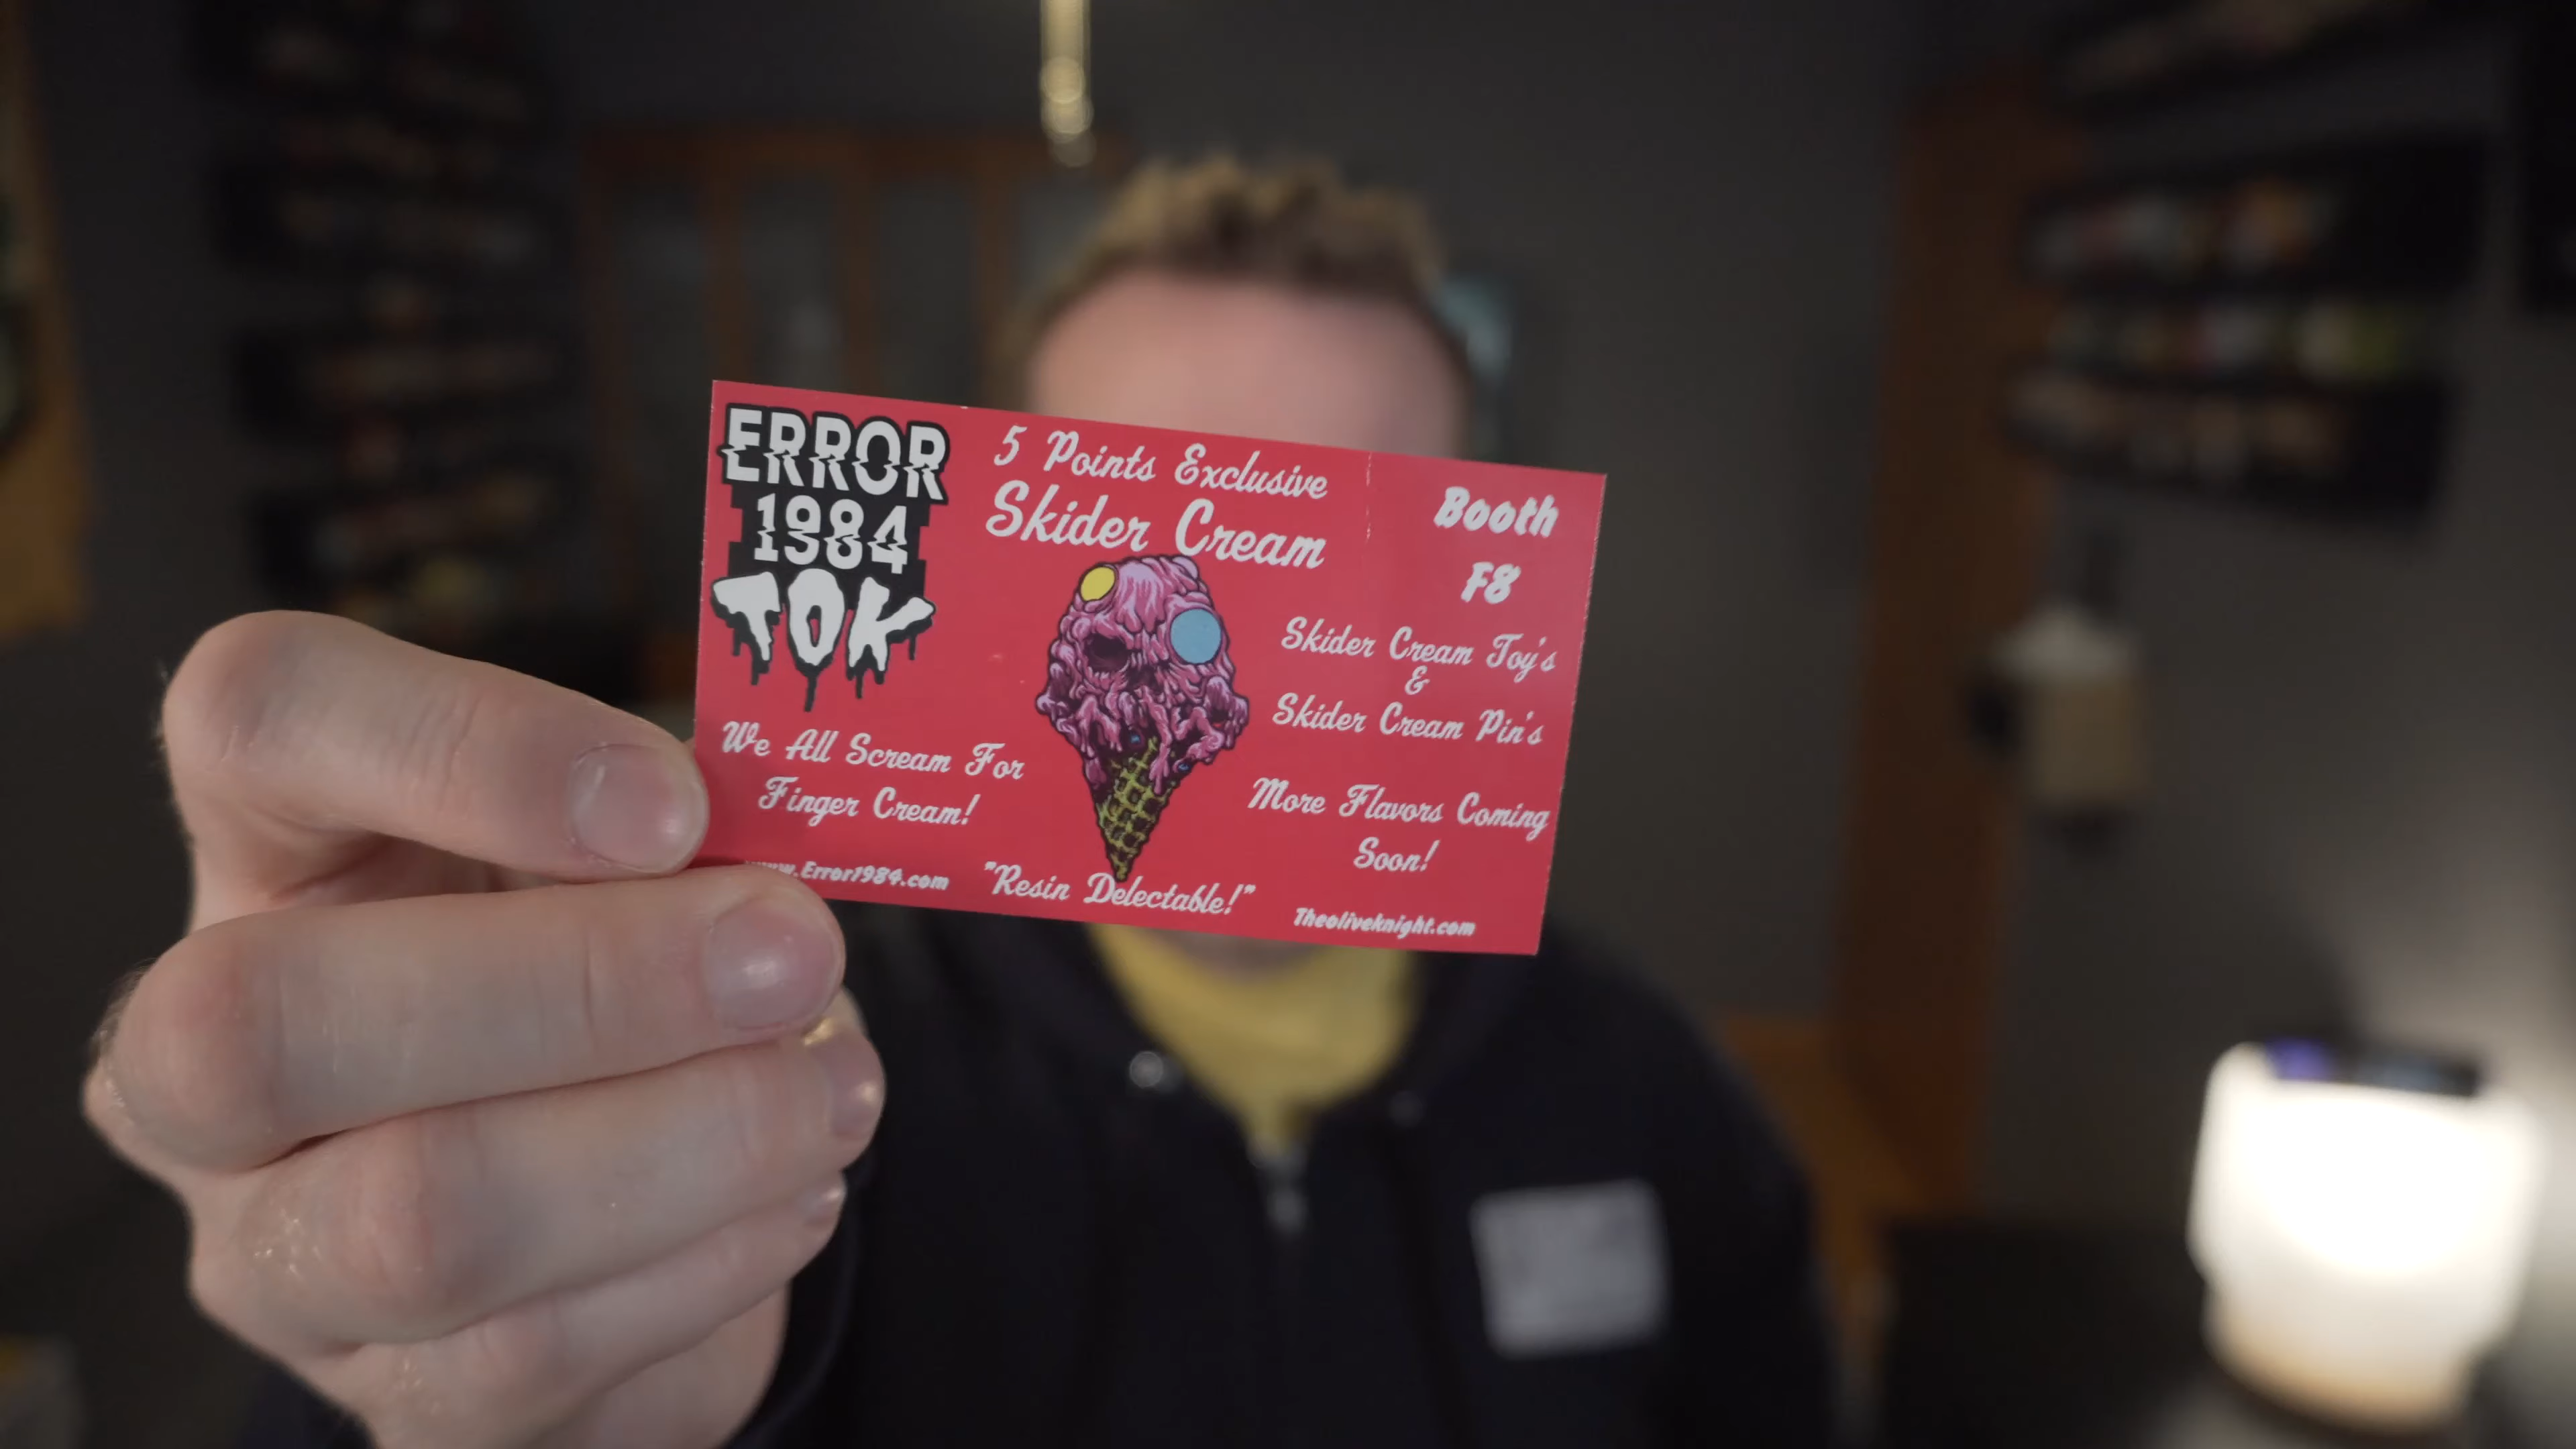 ERROR
1984
TOK
5 Points Exclusive
Skider Cream
Booth
F8
Skider Cream Toy's
&
Skider Cream Pin's
We All Scream For
Finger Cream!
More Flavors Coming
Soon!
www.Error1984.com
"Resin Delectable!"
Theoliveknight.com